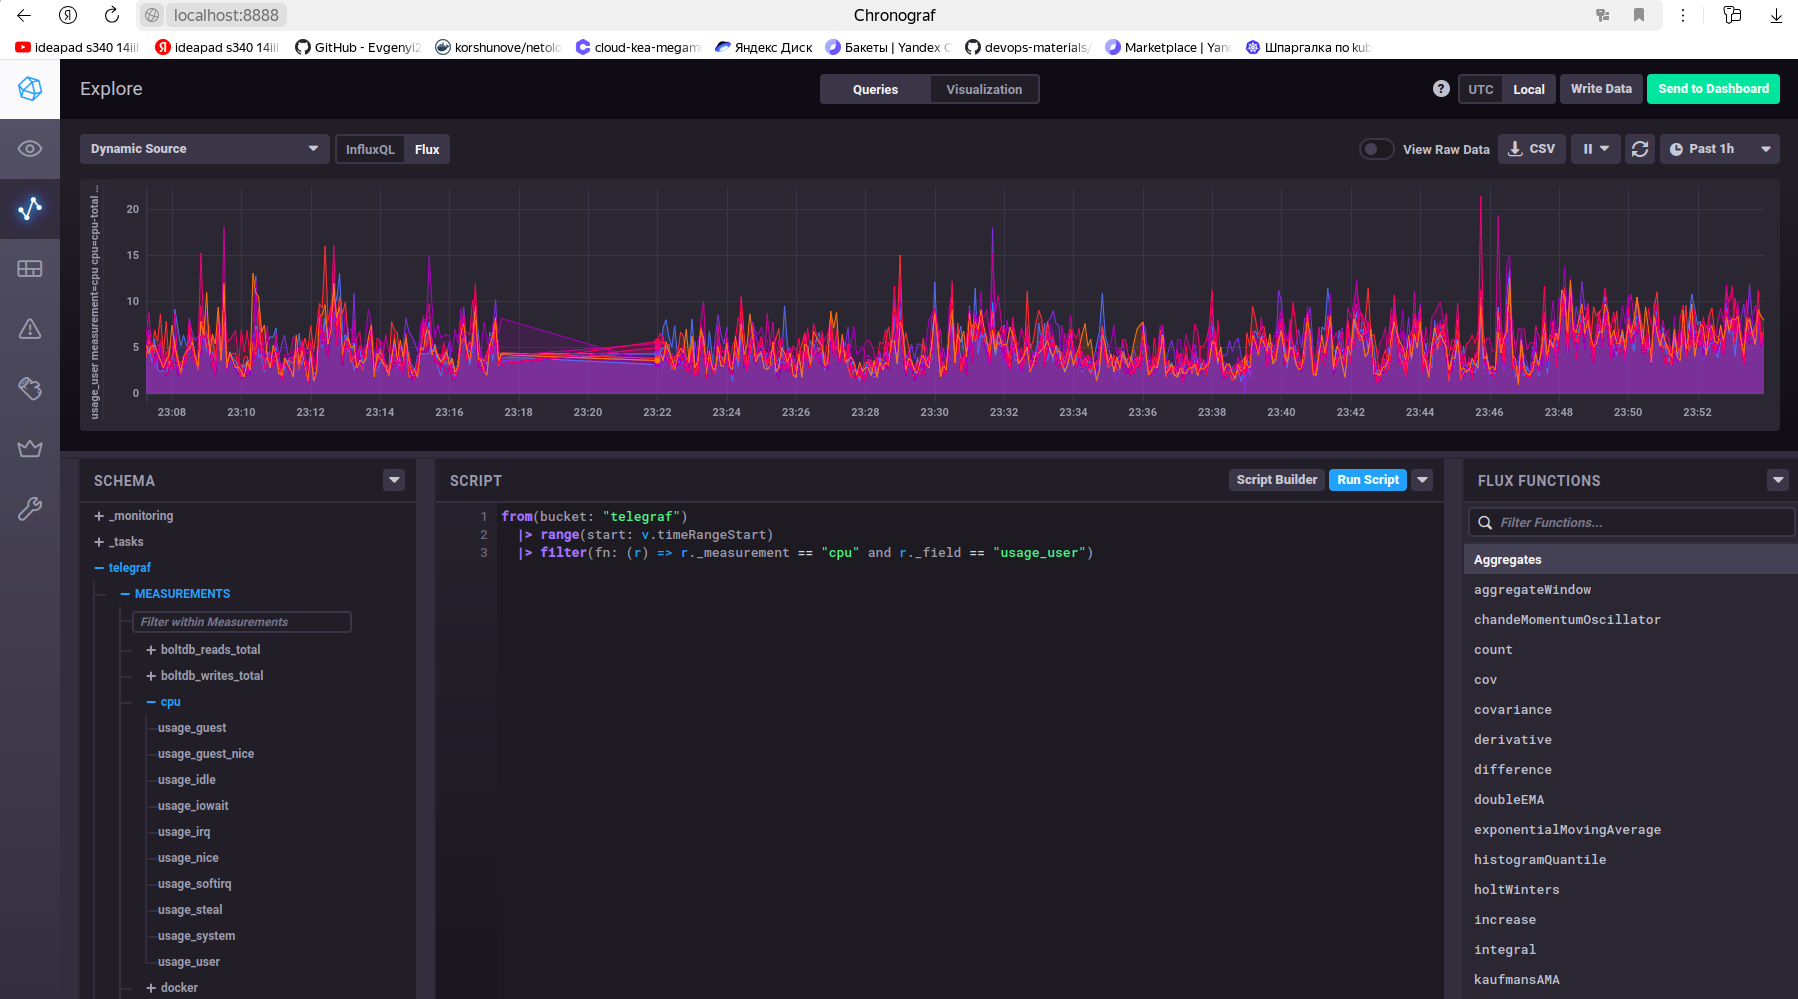 localhost:8888
Chronograf
ideapad s340 14iil
ideapad s340 14iil
GitHub - Evgenyi2
korshunove/netolo
cloud-kea-megami
Яндекс Диск
Бакеты | Yandex C
devops-materials/
Marketplace | Yan
Шпаргалка по kub
Explore
Queries
Visualization
?
UTC
Local
Write Data
Send to Dashboard
Dynamic Source
InfluxQL
Flux
View Raw Data
CSV
Past 1h
usage_user measurement=cpu cpu=cpu-total ...
20
15
10
5
0
23:08
23:10
23:12
23:14
23:16
23:18
23:20
23:22
23:24
23:26
23:28
23:30
23:32
23:34
23:36
23:38
23:40
23:42
23:44
23:46
23:48
23:50
23:52
SCHEMA
+ _monitoring
+ _tasks
– telegraf
– MEASUREMENTS
Filter within Measurements
+ boltdb_reads_total
+ boltdb_writes_total
– cpu
usage_guest
usage_guest_nice
usage_idle
usage_iowait
usage_irq
usage_nice
usage_softirq
usage_steal
usage_system
usage_user
+ docker
SCRIPT
Script Builder
Run Script
1 from(bucket: "telegraf")
2 |> range(start: v.timeRangeStart)
3 |> filter(fn: (r) => r._measurement == "cpu" and r._field == "usage_user")
FLUX FUNCTIONS
Filter Functions...
Aggregates
aggregateWindow
chandeMomentumOscillator
count
cov
covariance
derivative
difference
doubleEMA
exponentialMovingAverage
histogramQuantile
holtWinters
increase
integral
kaufmansAMA